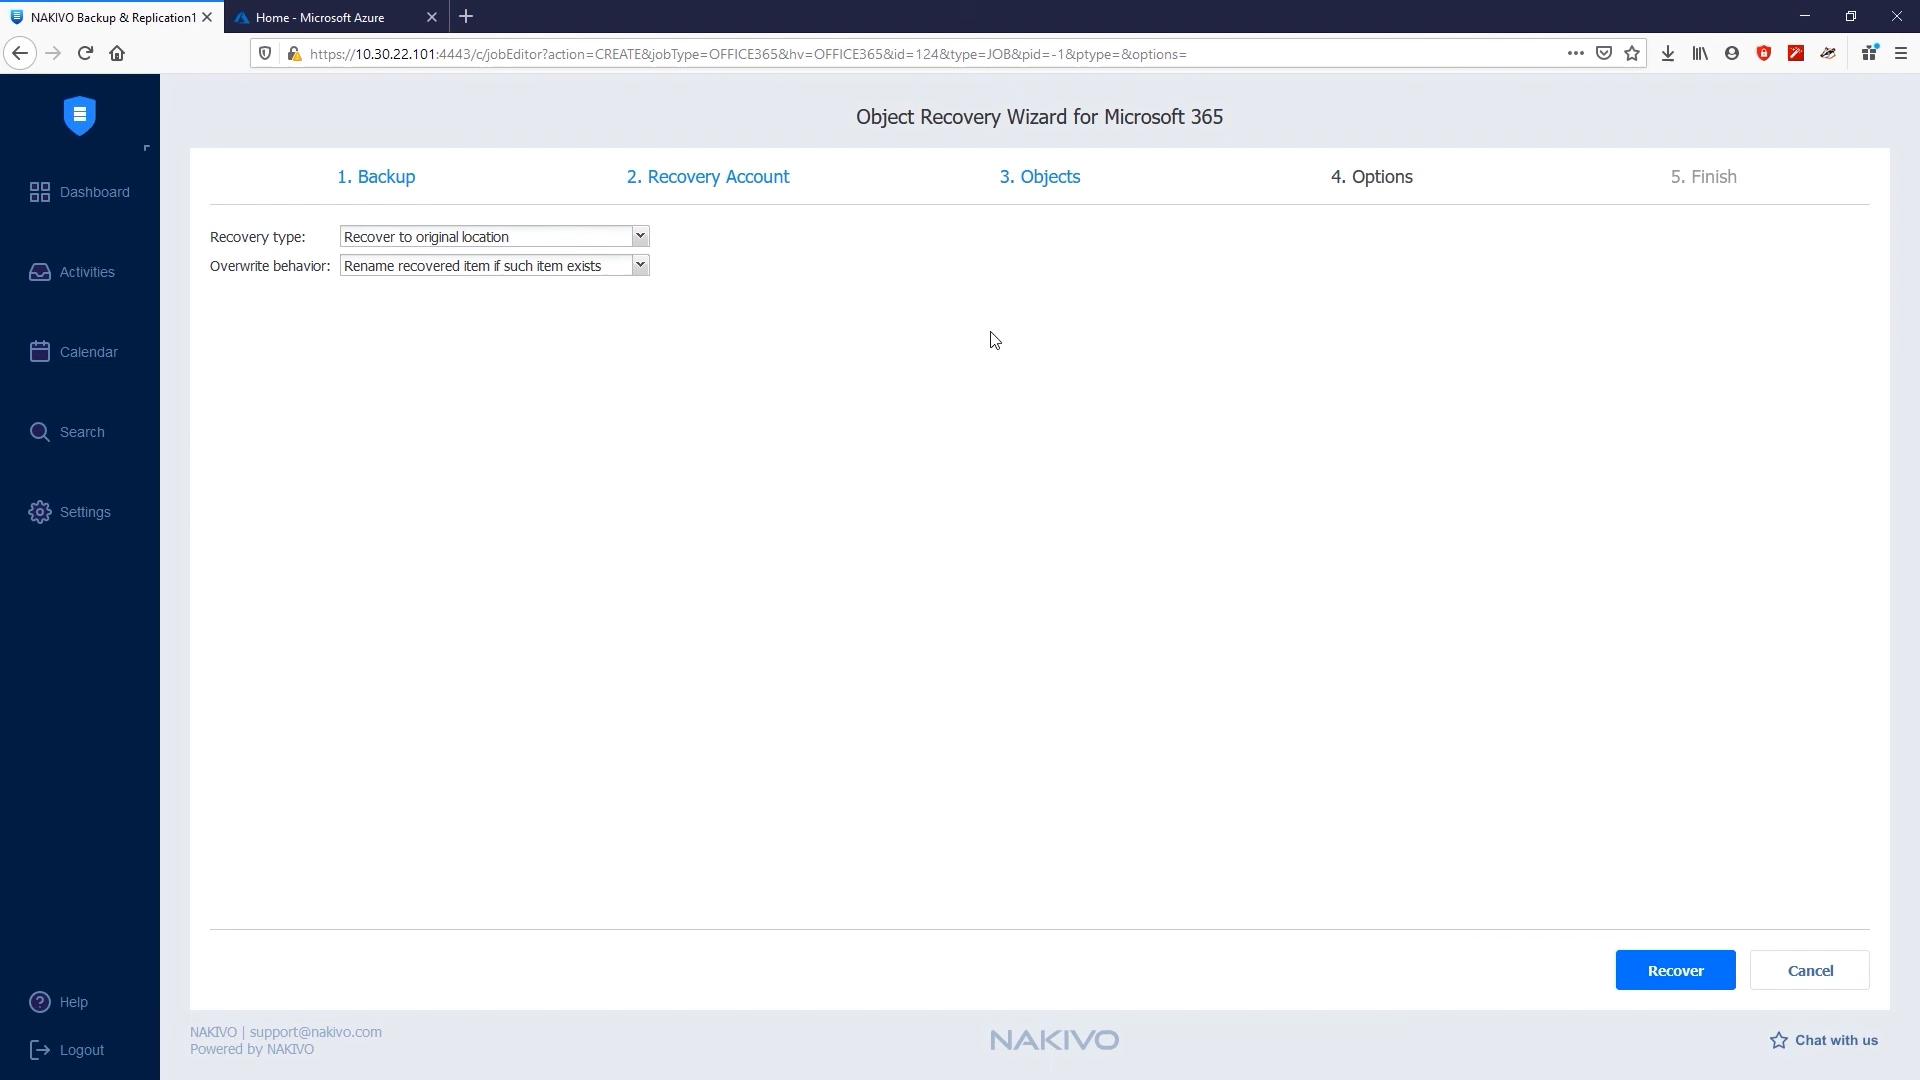 NAKIVO Backup & Replication1
Home - Microsoft Azure
https://10.30.22.101:4443/c/jobEditor?action=CREATE&jobType=OFFICE365&hv=OFFICE365&id=124&type=JOB&pid=-1&ptype=&options=
Object Recovery Wizard for Microsoft 365
1. Backup
2. Recovery Account
3. Objects
4. Options
5. Finish
Dashboard
Activities
Calendar
Search
Settings
Recovery type: Recover to original location
Overwrite behavior: Rename recovered item if such item exists
Recover
Cancel
Help
Logout
NAKIVO | support@nakivo.com
Powered by NAKIVO
NAKIVO
Chat with us